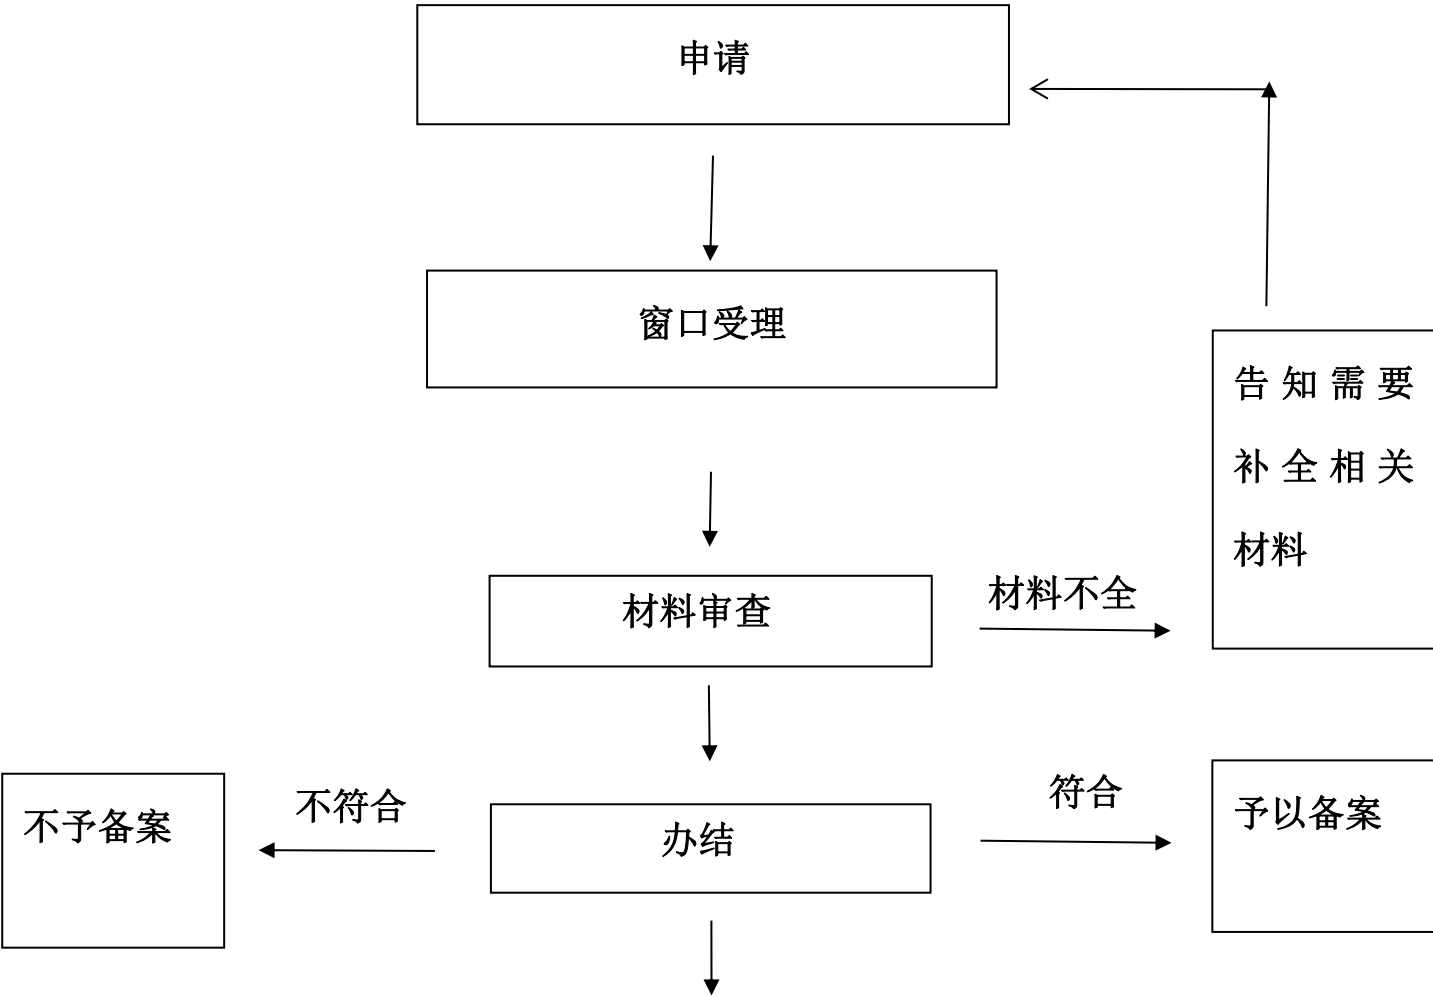 申请
窗口受理
告知需要
补全相关
材料
材料不全
材料审查
不符合
符合
不予备案
办结
予以备案